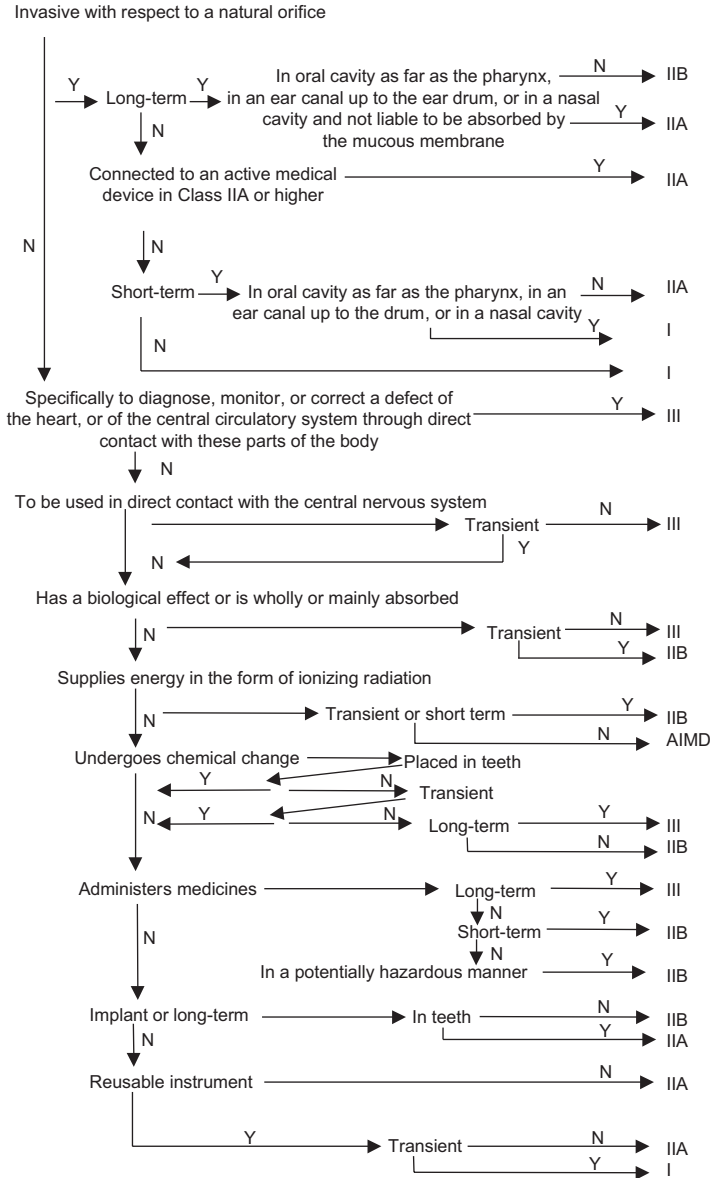 Invasive with respect to a natural orifice
Y
Long-term
Y
In oral cavity as far as the pharynx,
in an ear canal up to the ear drum, or in a nasal
cavity and not liable to be absorbed by
the mucous membrane
N
IIB
Y
IIA
N
Connected to an active medical
device in Class IIA or higher
Y
IIA
N
N
Short-term
Y
In oral cavity as far as the pharynx, in an
ear canal up to the drum, or in a nasal cavity
N
IIA
Y
I
N
I
Specifically to diagnose, monitor, or correct a defect of
the heart, or of the central circulatory system through direct
contact with these parts of the body
Y
III
N
To be used in direct contact with the central nervous system
Transient
N
III
Y
N
Has a biological effect or is wholly or mainly absorbed
N
Transient
N
III
Y
IIB
Supplies energy in the form of ionizing radiation
N
Transient or short term
Y
IIB
N
AIMD
Undergoes chemical change
Placed in teeth
Y
N
Transient
N
Y
N
Long-term
Y
III
N
IIB
Administers medicines
Long-term
Y
III
N
N
Short-term
Y
IIB
N
In a potentially hazardous manner
Y
IIB
Implant or long-term
In teeth
N
IIB
N
Y
IIA
Reusable instrument
N
IIA
Y
Transient
N
IIA
Y
I